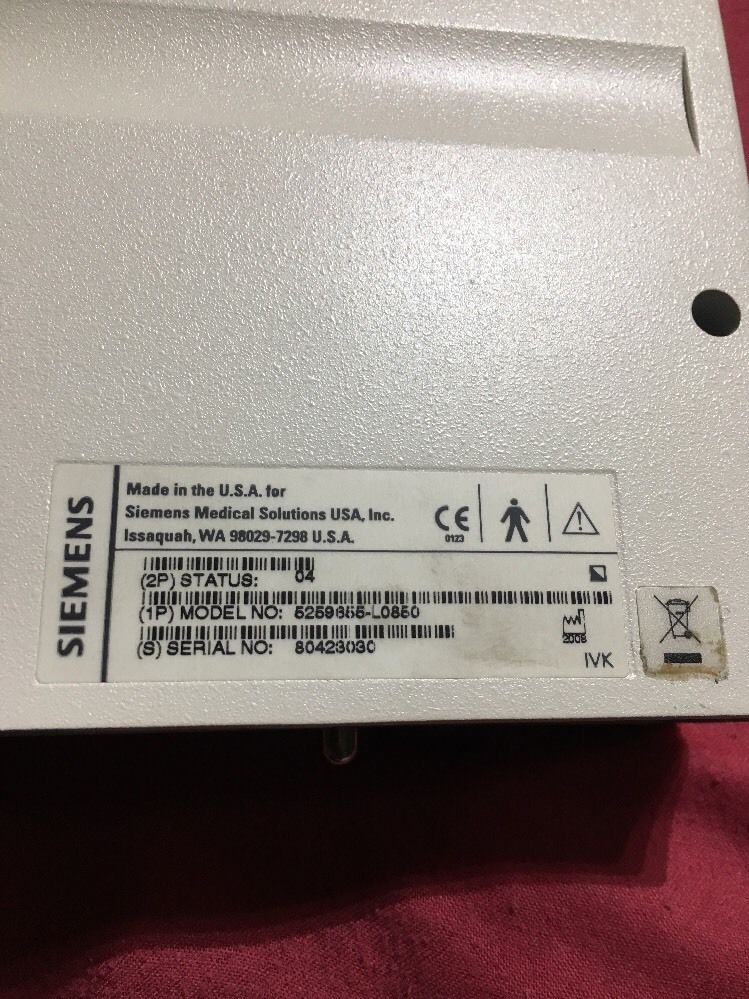 SIEMENS
Made in the U.S.A. for
Siemens Medical Solutions USA, Inc.
Issaquah, WA 98029-7298 U.S.A.
CE
0123
(2P) STATUS: 04
(1P) MODEL NO: 5259655-L0850
(S) SERIAL NO: 80423030
2008
IVK